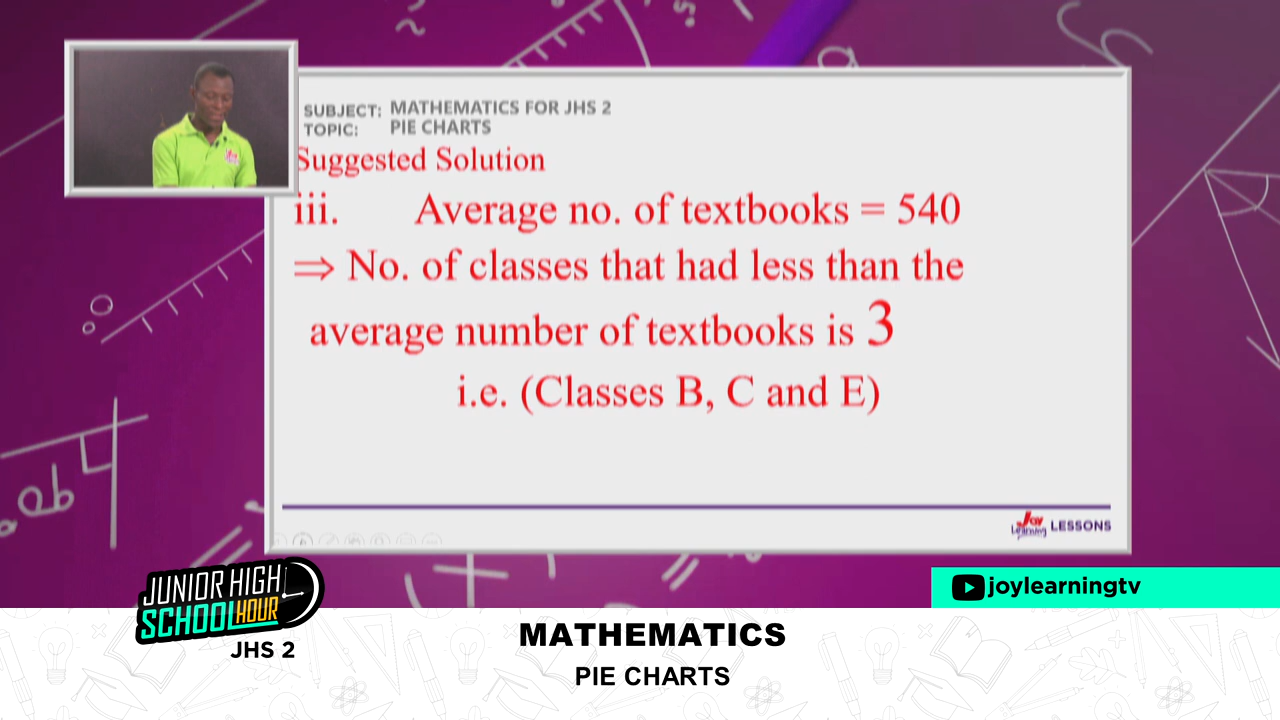 SUBJECT: MATHEMATICS FOR JHS 2
TOPIC: PIE CHARTS
Suggested Solution
iii. Average no. of textbooks = 540
⇒ No. of classes that had less than the
average number of textbooks is 3
i.e. (Classes B, C and E)
Joy Learning LESSONS
JUNIOR HIGH
SCHOOL HOUR
JHS 2
joylearningtv
MATHEMATICS
PIE CHARTS